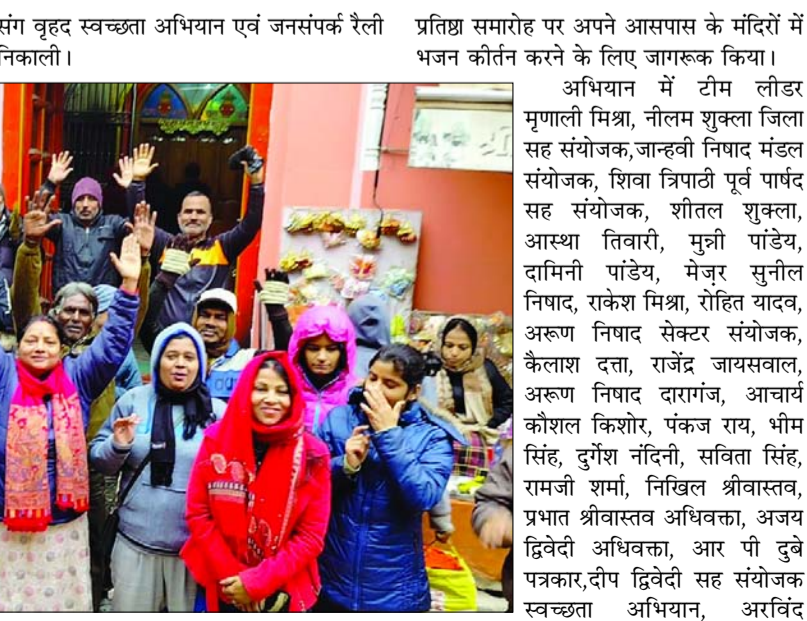 संग वृहद स्वच्छता अभियान एवं जनसंपर्क रैली
निकाली।
प्रतिष्ठा समारोह पर अपने आसपास के मंदिरों में
भजन कीर्तन करने के लिए जागरूक किया।
अभियान में टीम लीडर
मृणाली मिश्रा, नीलम शुक्ला जिला
सह संयोजक,जान्हवी निषाद मंडल
संयोजक, शिवा त्रिपाठी पूर्व पार्षद
सह संयोजक, शीतल शुक्ला,
आस्था तिवारी, मुन्नी पांडेय,
दामिनी पांडेय, मेज़र सुनील
निषाद, राकेश मिश्रा, रोहित यादव,
अरूण निषाद सेक्टर संयोजक,
कैलाश दत्ता, राजेंद्र जायसवाल,
अरूण निषाद दारागंज, आचार्य
कौशल किशोर, पंकज राय, भीम
सिंह, दुर्गेश नंदिनी, सविता सिंह,
रामजी शर्मा, निखिल श्रीवास्तव,
प्रभात श्रीवास्तव अधिवक्ता, अजय
द्विवेदी अधिवक्ता, आर पी दुबे
पत्रकार,दीप द्विवेदी सह संयोजक
स्वच्छता अभियान, अरविंद